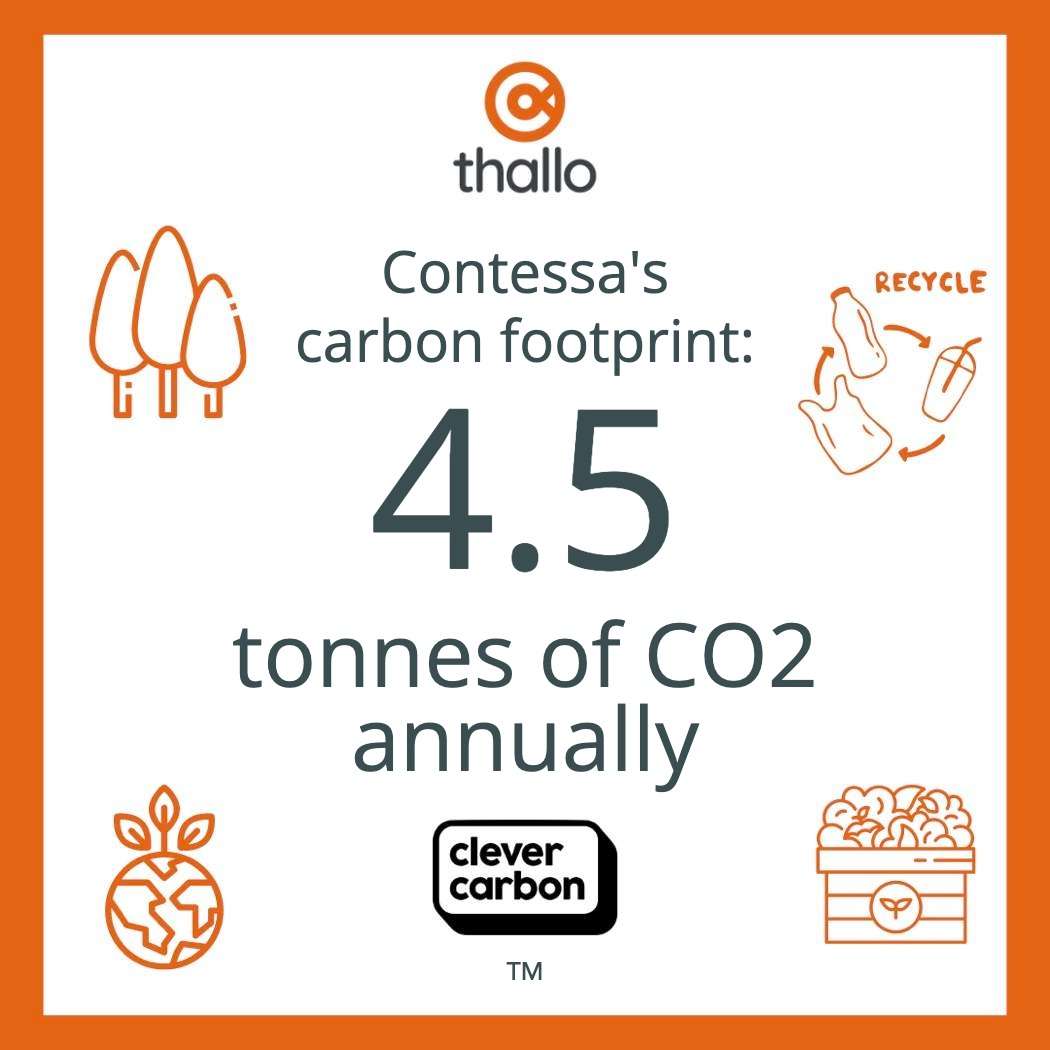 thallo
Contessa's
carbon footprint:
RECYCLE
4.5
tonnes of CO2
annually
clever
carbon
TM